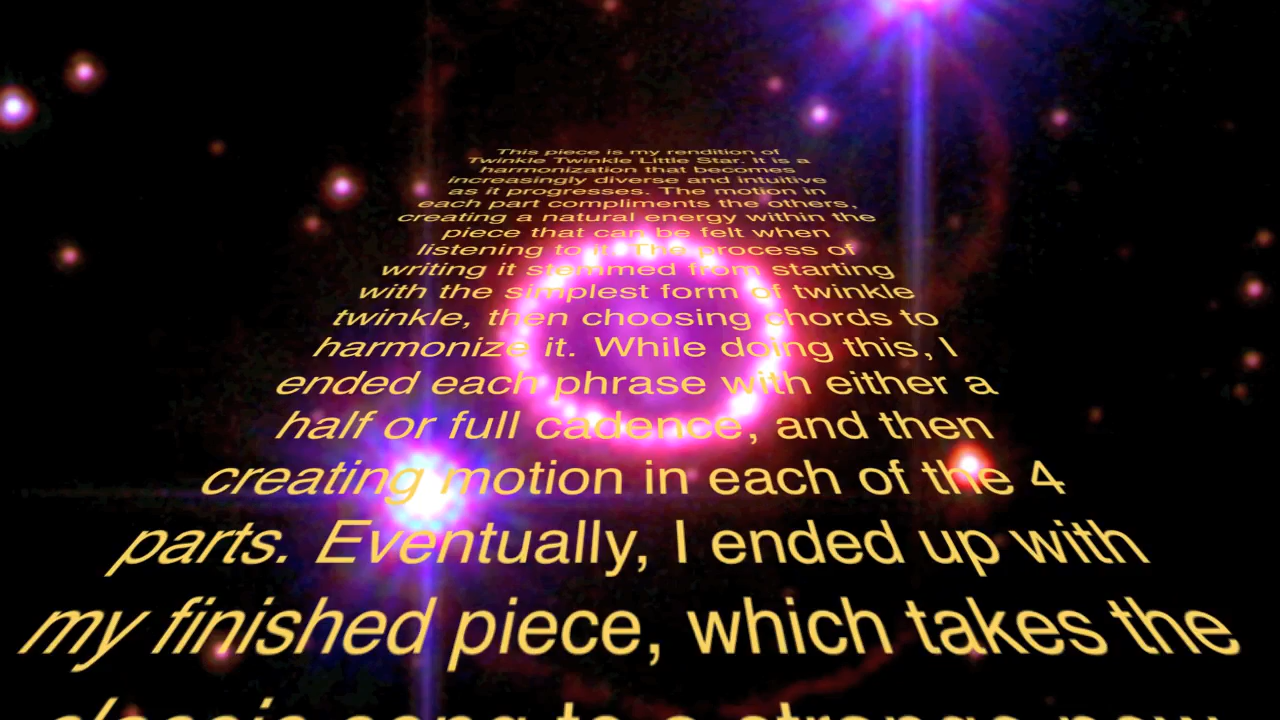 This piece is my rendition of
Twinkle Twinkle Little Star. It is a
harmonization that becomes
increasingly diverse and intuitive
as it progresses. The motion in
each part compliments the others,
creating a natural energy within the
piece that can be felt when
listening to it. The process of
writing it stemmed from starting
with the simplest form of twinkle
twinkle, then choosing chords to
harmonize it. While doing this, I
ended each phrase with either a
half or full cadence, and then
creating motion in each of the 4
parts. Eventually, I ended up with
my finished piece, which takes the
classic song to a strange new